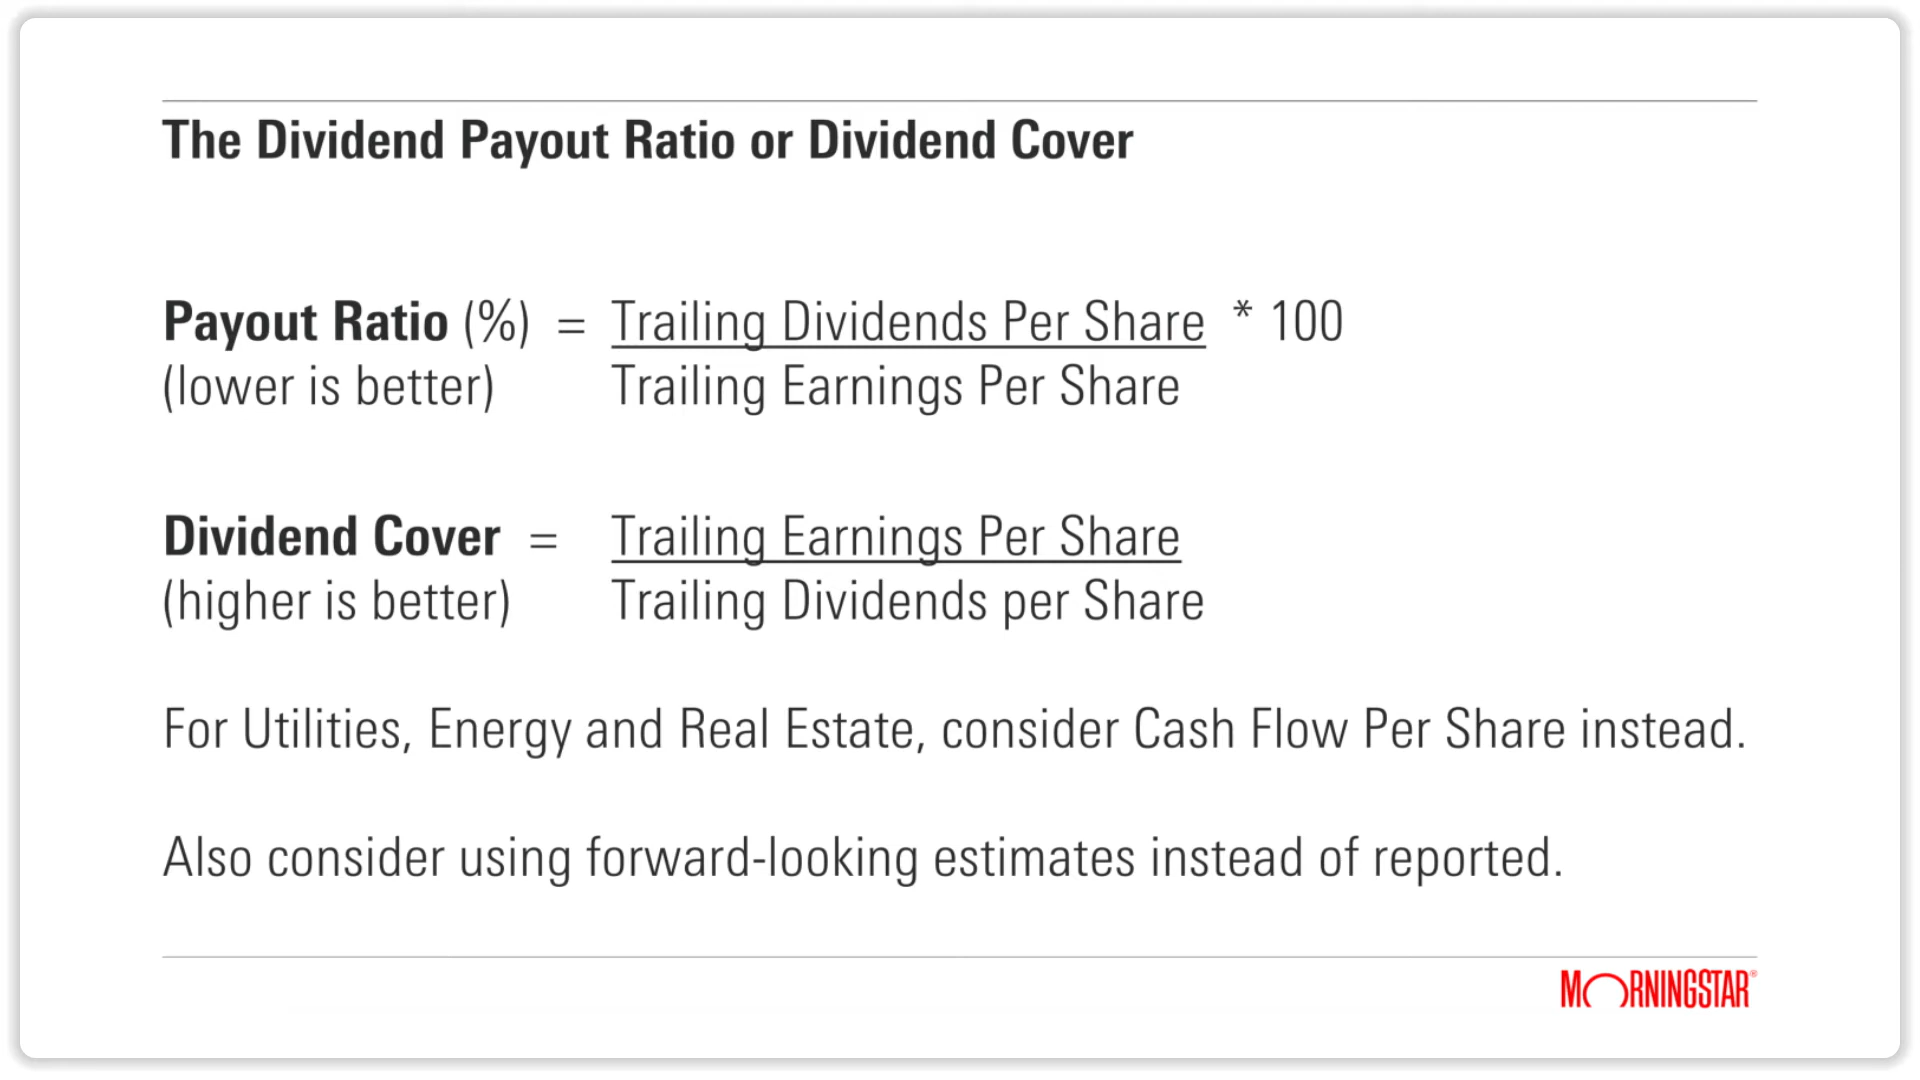 The Dividend Payout Ratio or Dividend Cover
Payout Ratio (%) = Trailing Dividends Per Share * 100
(lower is better) Trailing Earnings Per Share
Dividend Cover = Trailing Earnings Per Share
(higher is better) Trailing Dividends per Share
For Utilities, Energy and Real Estate, consider Cash Flow Per Share instead.
Also consider using forward-looking estimates instead of reported.
MORNINGSTAR®